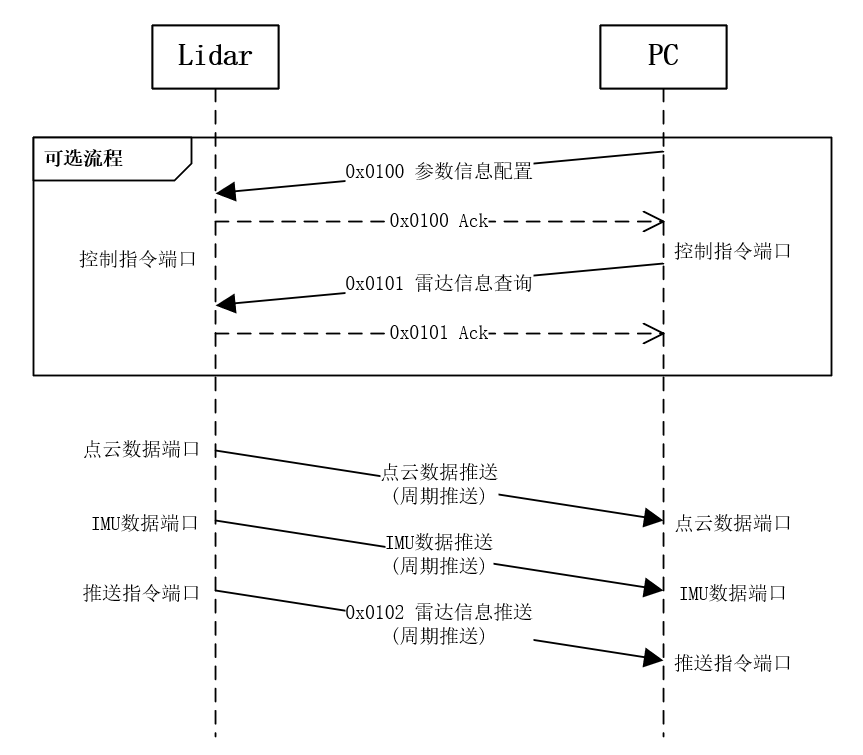 Lidar
PC
可选流程
0x0100 参数信息配置
0x0100 Ack
控制指令端口
控制指令端口
0x0101 雷达信息查询
0x0101 Ack
点云数据端口
点云数据推送
(周期推送)
点云数据端口
IMU数据端口
IMU数据推送
(周期推送)
IMU数据端口
推送指令端口
0x0102 雷达信息推送
(周期推送)
推送指令端口